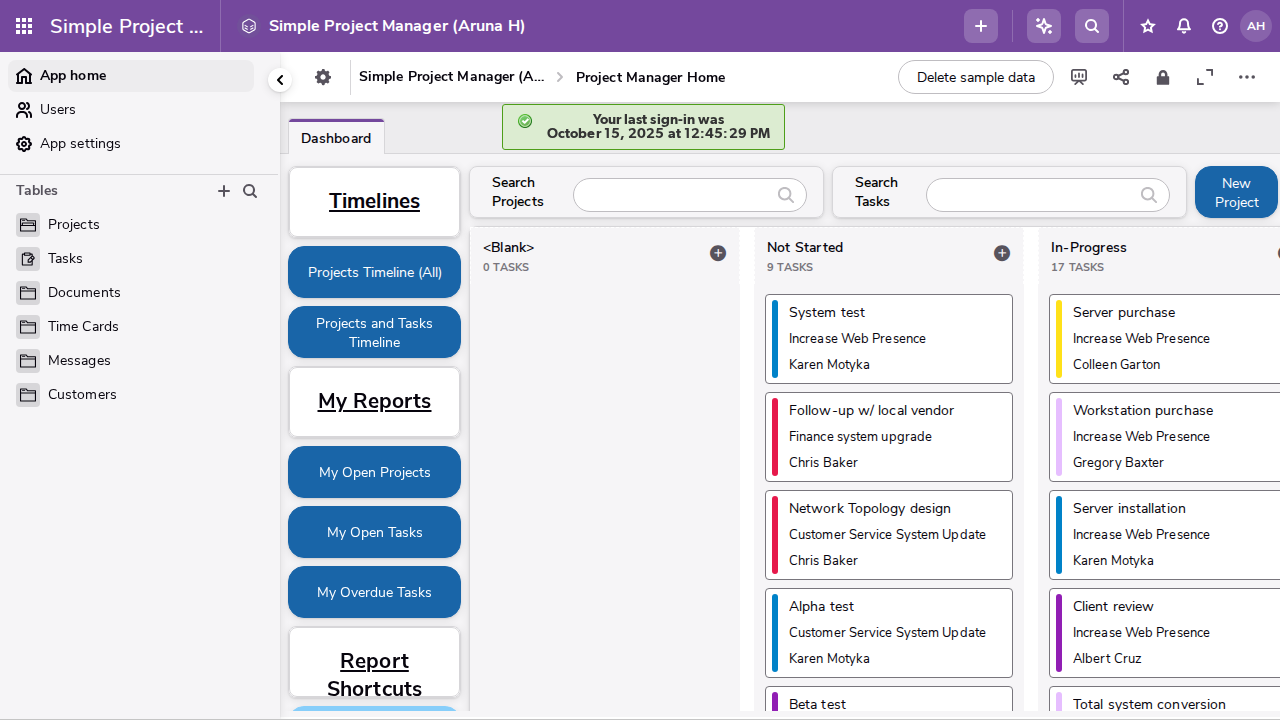 Simple Project ...
Simple Project Manager (Aruna H)
AH
App home
Users
App settings
Tables
Projects
Tasks
Documents
Time Cards
Messages
Customers
Simple Project Manager (A...
Project Manager Home
Delete sample data
Your last sign-in was
October 15, 2025 at 12:45:29 PM
Dashboard
Timelines
Projects Timeline (All)
Projects and Tasks
Timeline
My Reports
My Open Projects
My Open Tasks
My Overdue Tasks
Report
Shortcuts
Search
Projects
Search
Tasks
New
Project
<Blank>
0 TASKS
Not Started
9 TASKS
System test
Increase Web Presence
Karen Motyka
Follow-up w/ local vendor
Finance system upgrade
Chris Baker
Network Topology design
Customer Service System Update
Chris Baker
Alpha test
Customer Service System Update
Karen Motyka
Beta test
In-Progress
17 TASKS
Server purchase
Increase Web Presence
Colleen Garton
Workstation purchase
Increase Web Presence
Gregory Baxter
Server installation
Increase Web Presence
Karen Motyka
Client review
Increase Web Presence
Albert Cruz
Total system conversion